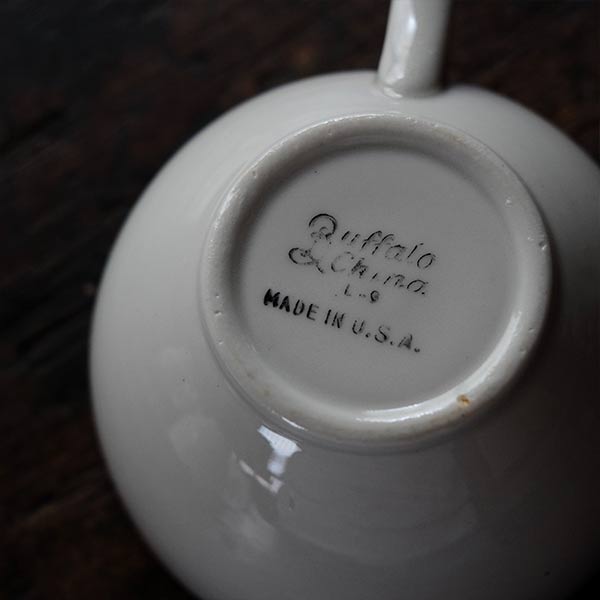 Buffalo
China
L-9
MADE IN U.S.A.